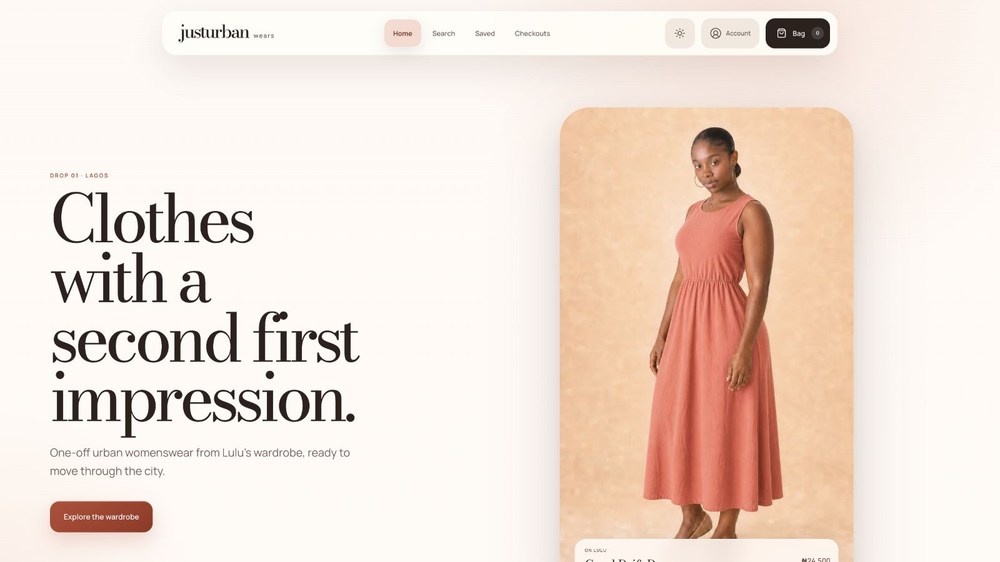 justurban wears
Home
Search
Saved
Checkouts
Account
Bag
0
DROP 01 · LAGOS
Clothes
with a
second first
impression.
One-off urban womenswear from Lulu's wardrobe, ready to
move through the city.
Explore the wardrobe
ON LULU
₦24,500